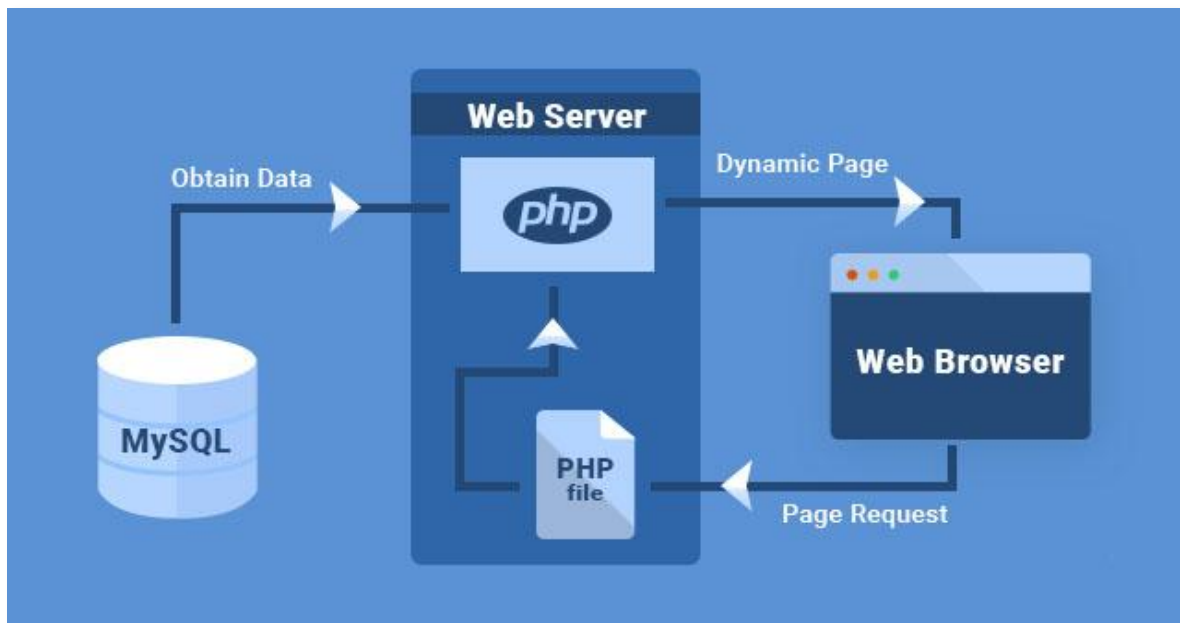 Web Server
Obtain Data
php
Dynamic Page
MySQL
PHP
file
Web Browser
Page Request